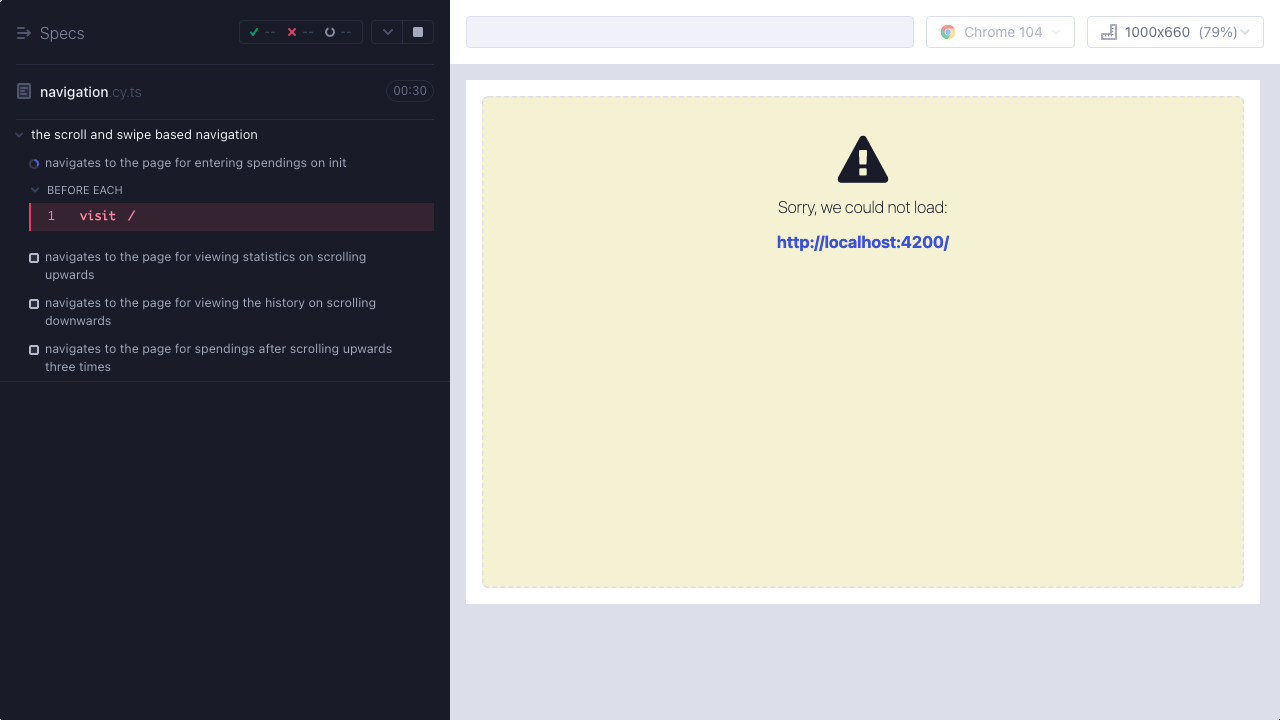 Specs
-- -- --
navigation.cy.ts
00:30
the scroll and swipe based navigation
navigates to the page for entering spendings on init
BEFORE EACH
1 visit /
navigates to the page for viewing statistics on scrolling
upwards
navigates to the page for viewing the history on scrolling
downwards
navigates to the page for spendings after scrolling upwards
three times
Chrome 104
1000x660 (79%)
Sorry, we could not load:
http://localhost:4200/